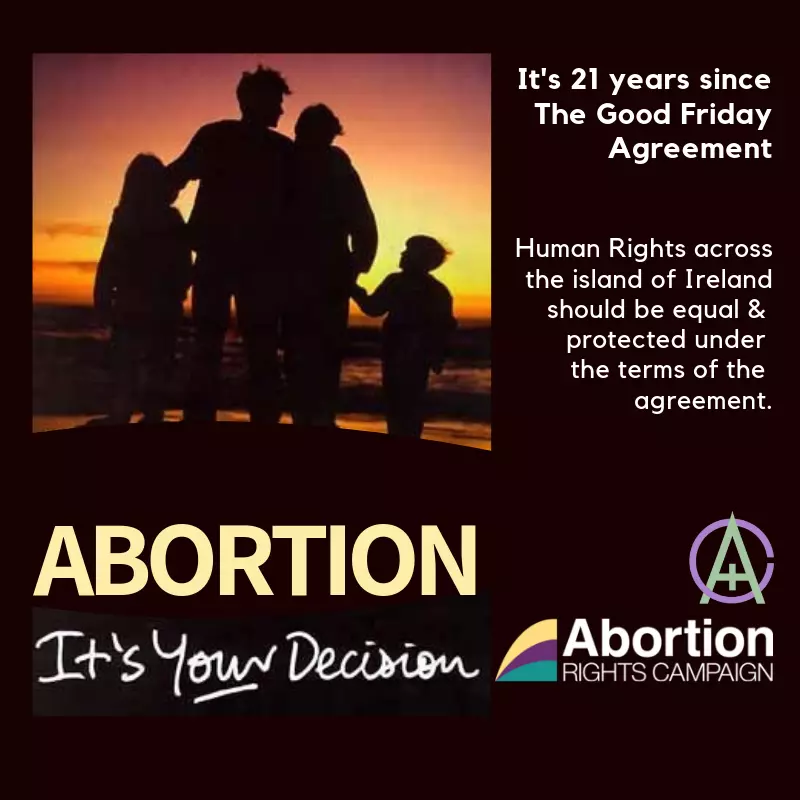 It's 21 years since
The Good Friday
Agreement
Human Rights across
the island of Ireland
should be equal &
protected under
the terms of the
agreement.
ABORTION
It's Your Decision
Abortion
RIGHTS CAMPAIGN